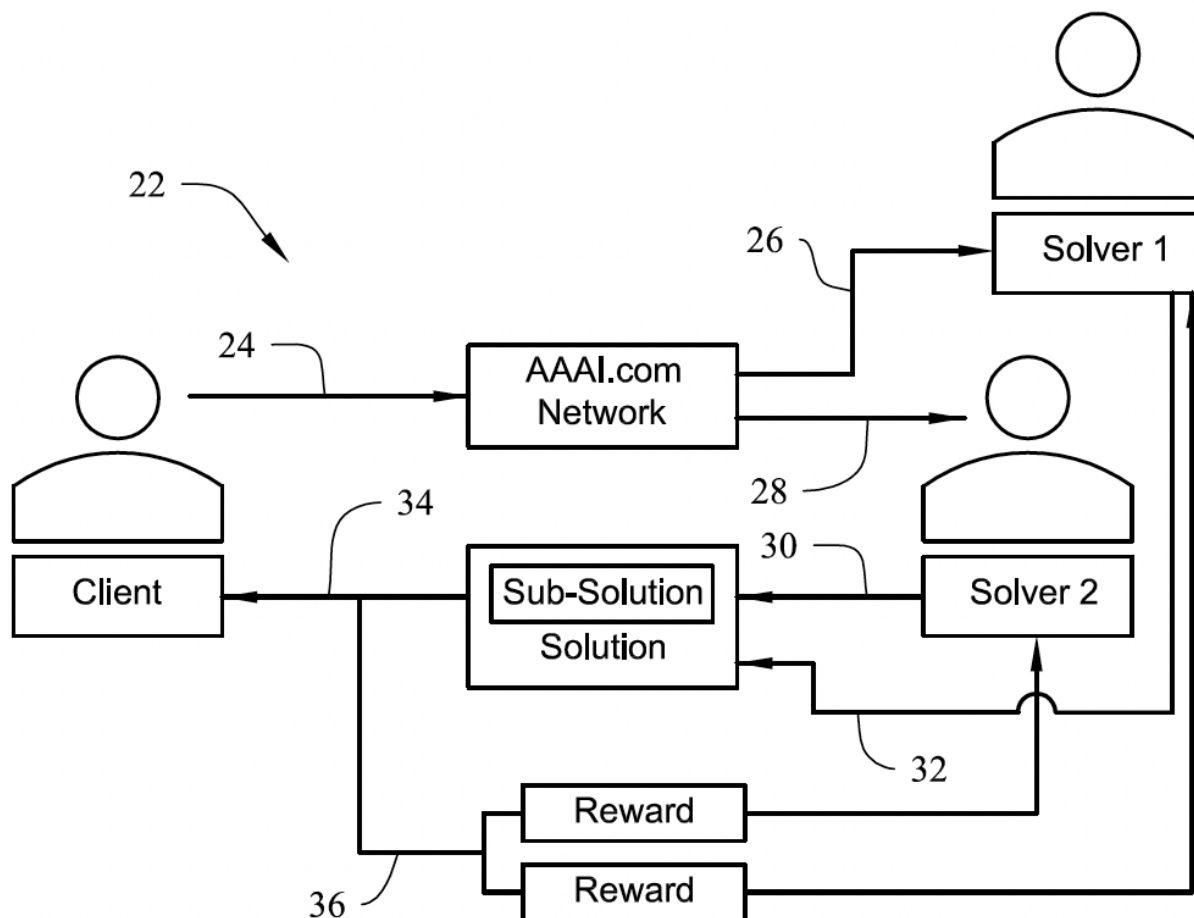 22
26
Solver 1
24
AAAI.com
Network
28
34
30
Client
Sub-Solution
Solution
Solver 2
32
Reward
36
Reward